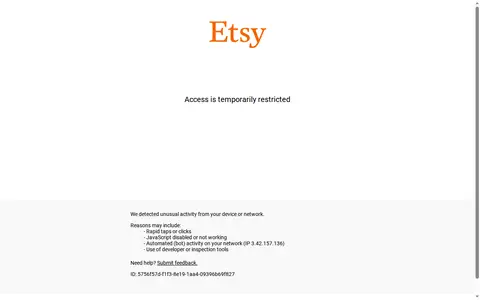 Etsy
Access is temporarily restricted
We detected unusual activity from your device or network.
Reasons may include:
- Rapid taps or clicks
- JavaScript disabled or not working
- Automated (bot) activity on your network (IP 3.42.157.136)
- Use of developer or inspection tools
Need help? Submit feedback.
ID: 5756f57d-f1f3-8e19-1aa4-09396b69f827